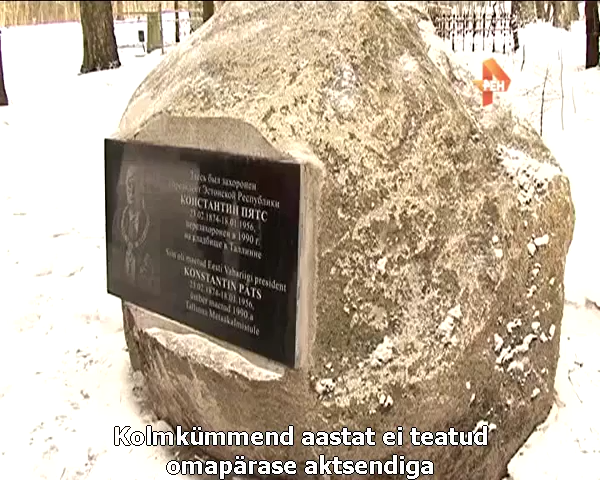 РЕН
Здесь был захоронен
Президент Эстонской Республики
КОНСТАНТИН ПЯТС
23.02.1874-18.01.1956,
перезахоронен в 1990 г.
на кладбище в Таллинне
Siin oli maetud Eesti Vabariigi president
KONSTANTIN PÄTS
23.02.1874-18.01.1956,
ümber maetud 1990.a
Tallinna Metsakalmistule
Kolmkümmend aastat ei teatud
omapärase aktsendiga